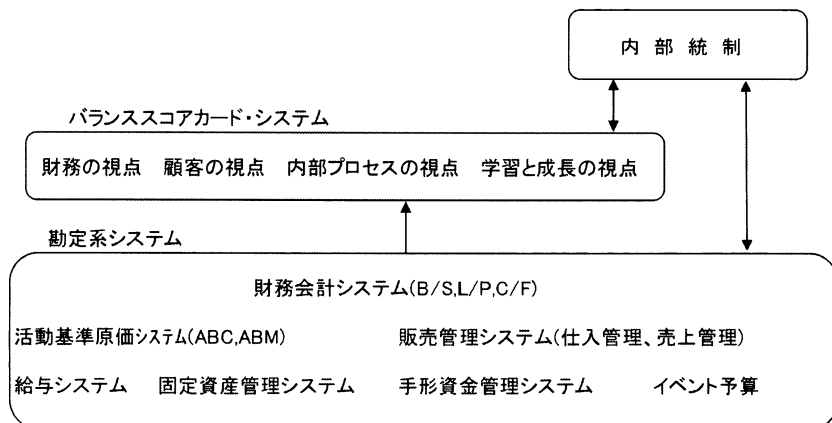 内 部 統 制
バランススコアカード・システム
財務の視点 顧客の視点 内部プロセスの視点 学習と成長の視点
勘定系システム
財務会計システム(B/S,L/P,C/F)
活動基準原価システム(ABC,ABM) 販売管理システム(仕入管理、売上管理)
給与システム 固定資産管理システム 手形資金管理システム イベント予算